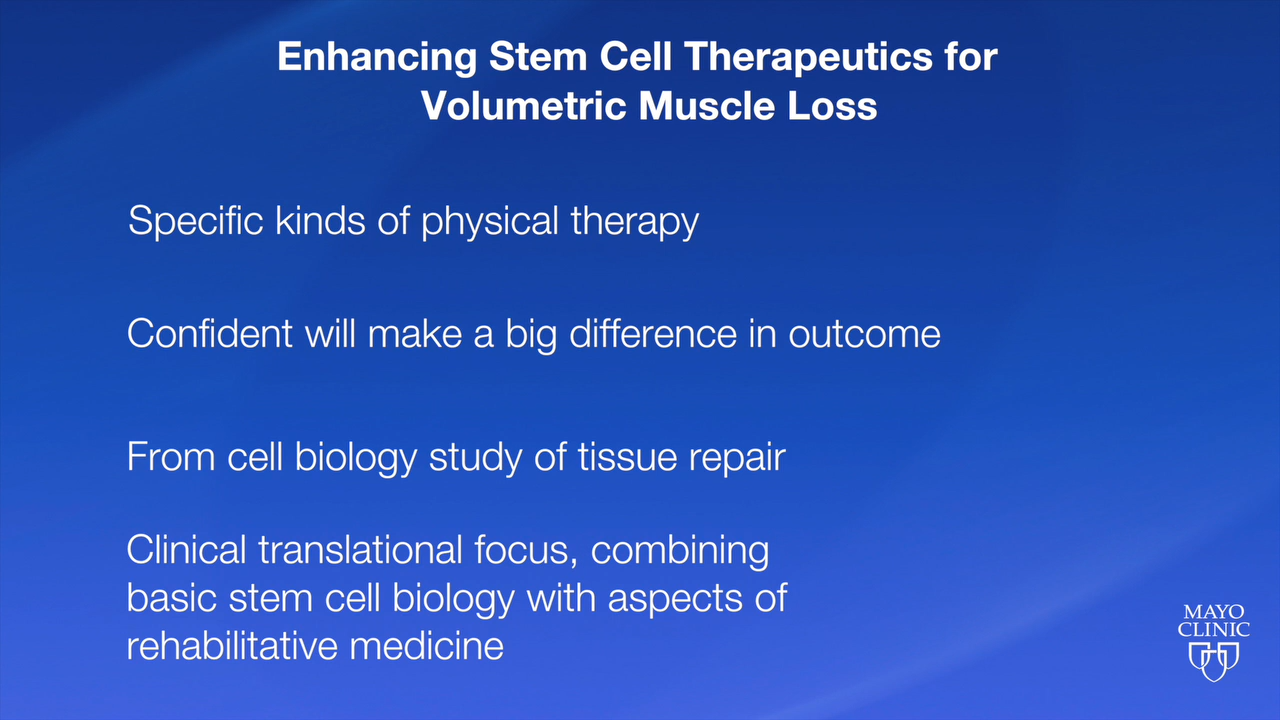 Enhancing Stem Cell Therapeutics for
Volumetric Muscle Loss
Specific kinds of physical therapy
Confident will make a big difference in outcome
From cell biology study of tissue repair
Clinical translational focus, combining
basic stem cell biology with aspects of
rehabilitative medicine
MAYO
CLINIC